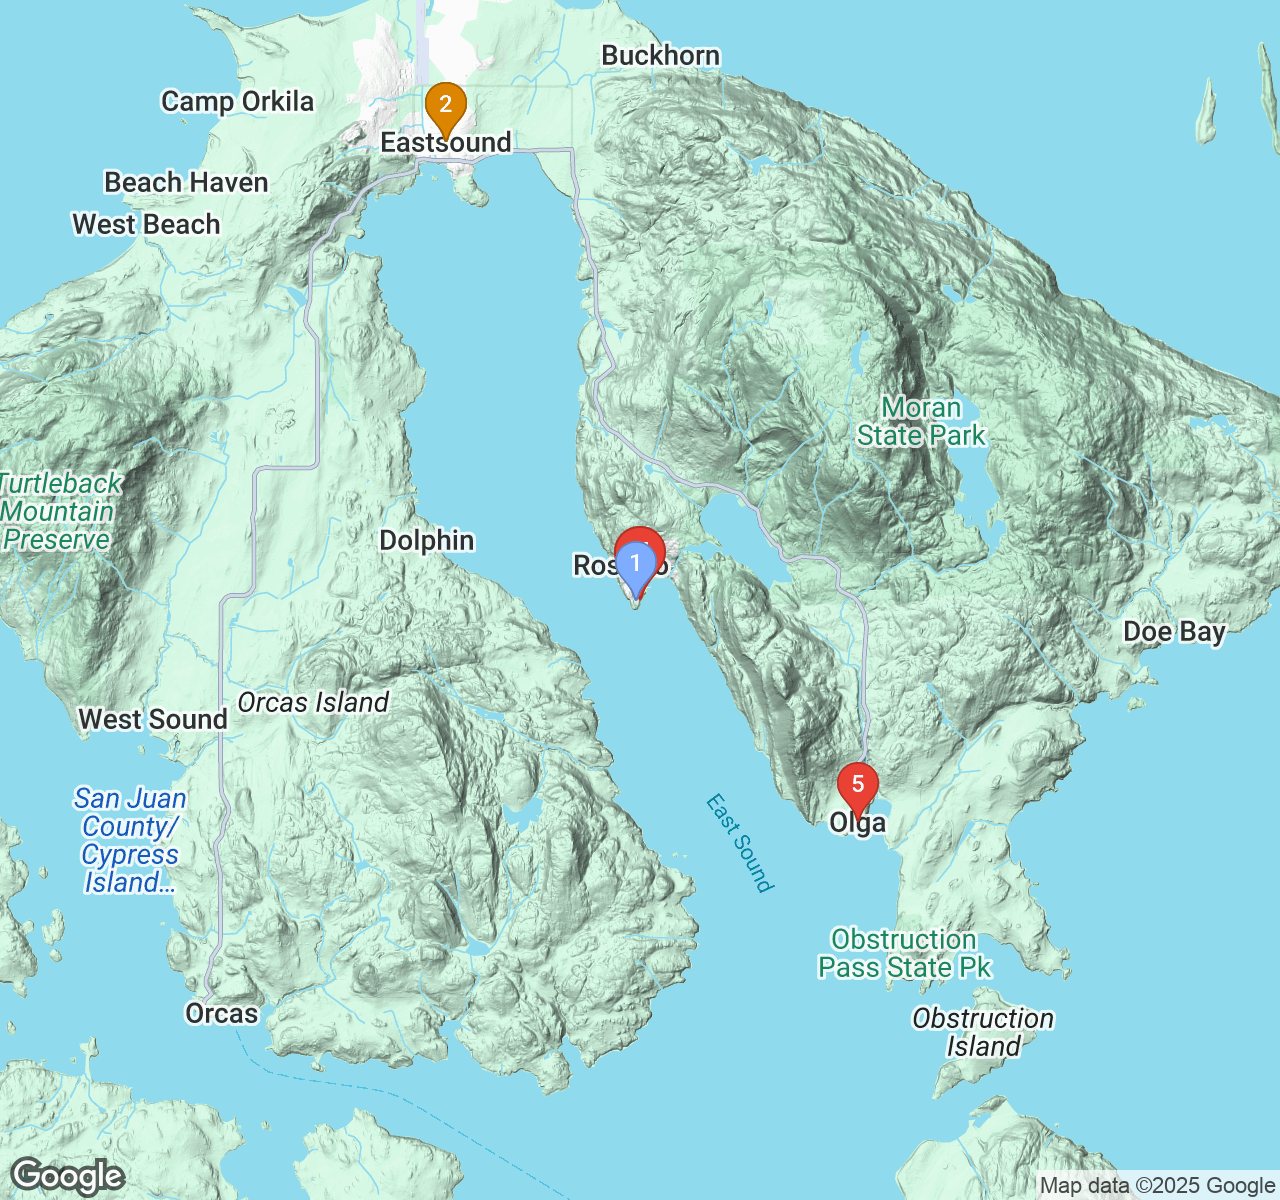 Buckhorn
Camp Orkila
2
Eastsound
Beach Haven
West Beach
Moran
State Park
Turtleback
Mountain
Preserve
Dolphin
1
Doe Bay
Orcas Island
West Sound
San Juan
County/
Cypress
Island...
East Sound
5
Olga
Obstruction
Pass State Pk
Orcas
Obstruction
Island
Google
Map data ©2025 Google